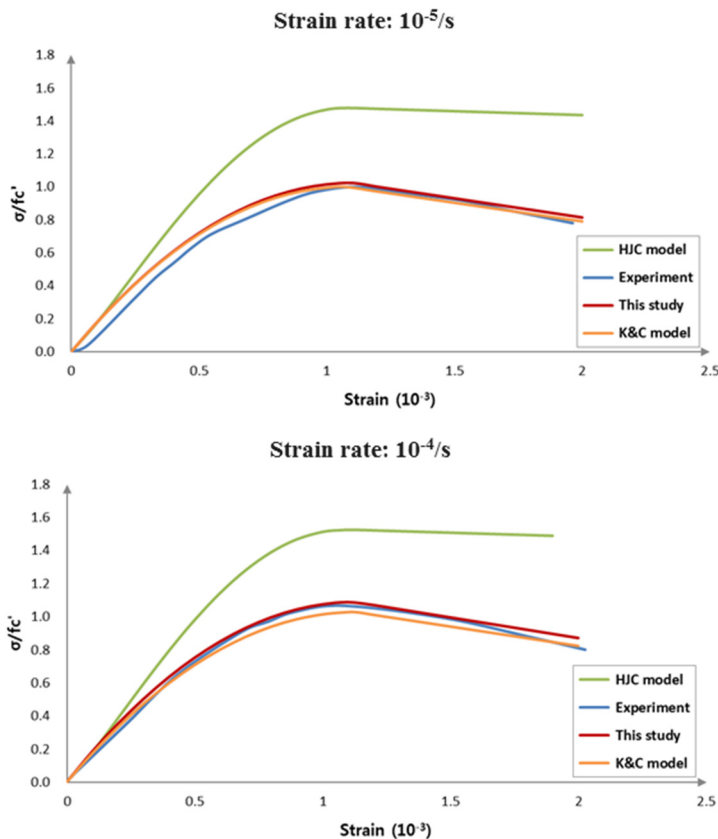 Strain rate: 10⁻⁵/s
1.8
1.6
1.4
1.2
1.0
0.8
0.6
0.4
0.2
0.0
σ/fc'
HJC model
Experiment
This study
K&C model
0 0.5 1 1.5 2 2.5
Strain (10⁻³)
Strain rate: 10⁻⁴/s
1.8
1.6
1.4
1.2
1.0
0.8
0.6
0.4
0.2
0.0
σ/fc'
HJC model
Experiment
This study
K&C model
0 0.5 1 1.5 2 2.5
Strain (10⁻³)